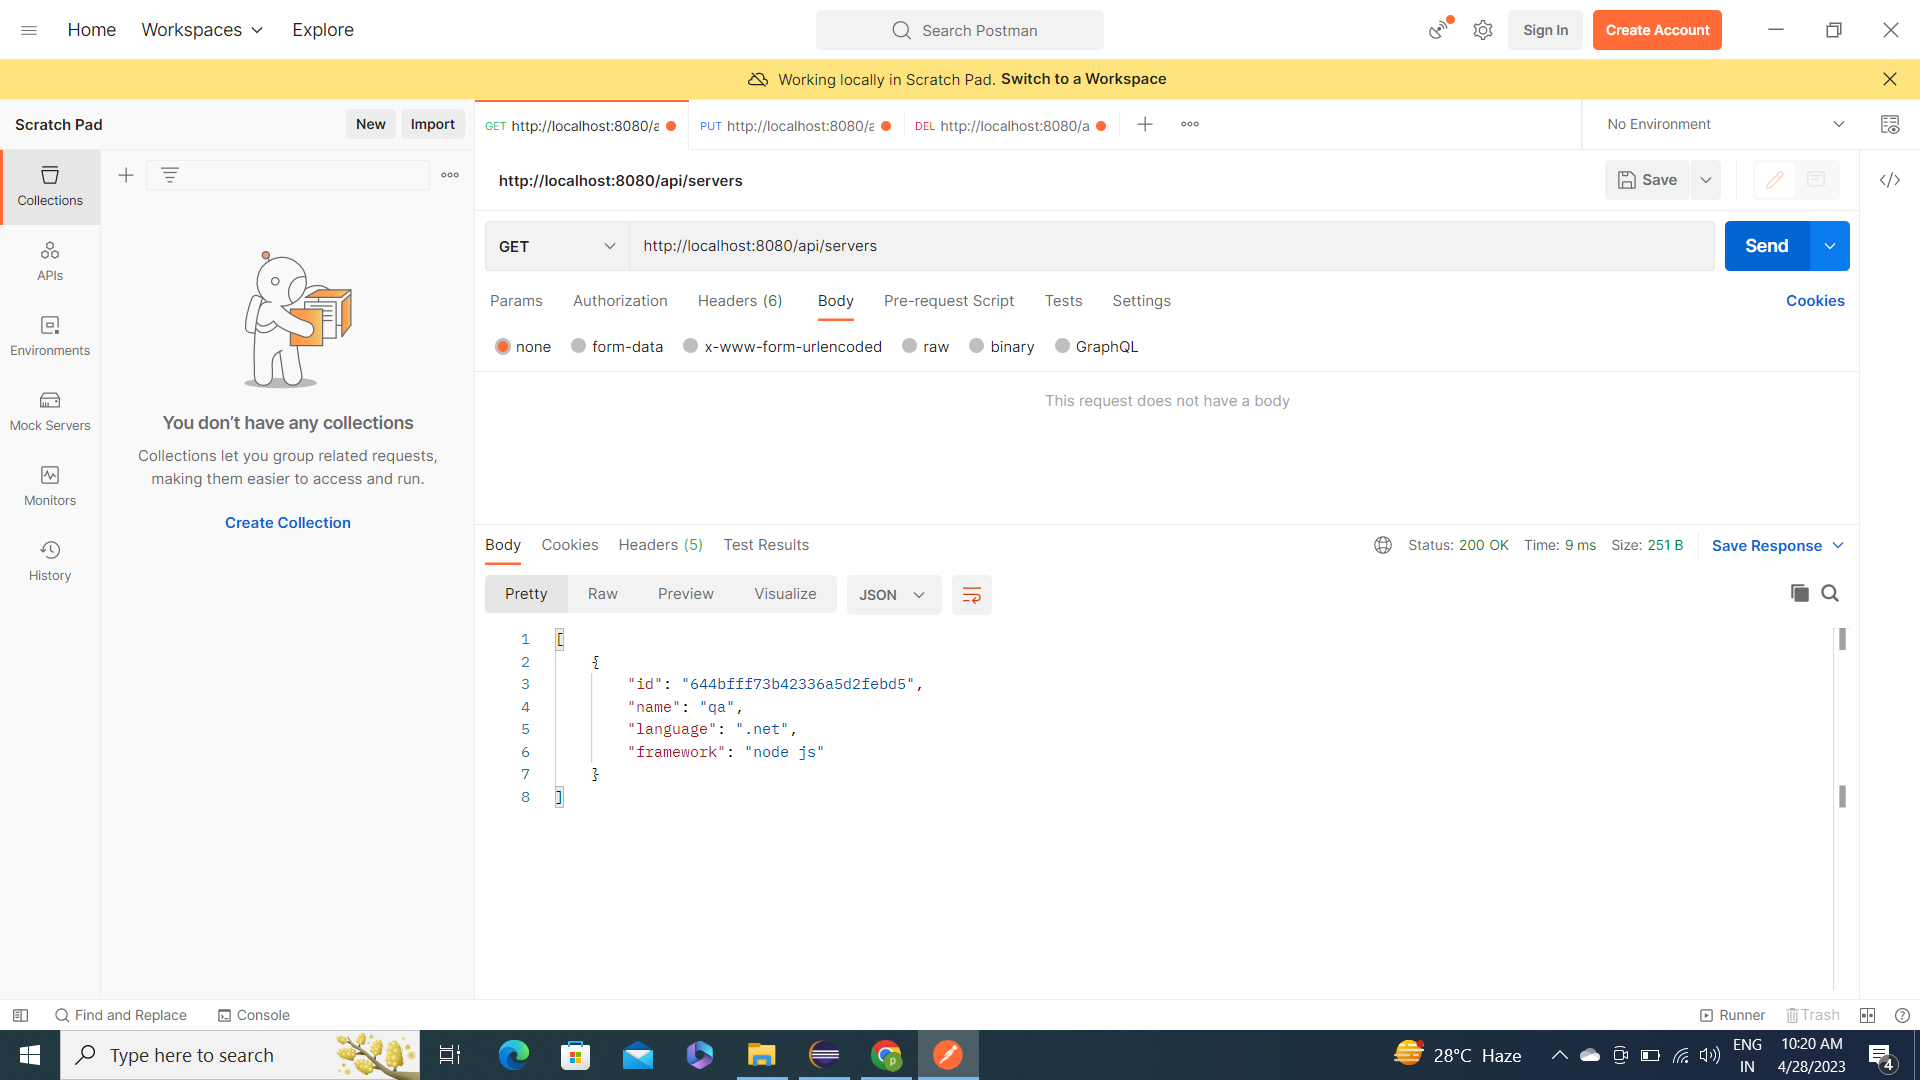 Home Workspaces Explore Search Postman Sign In Create Account
Working locally in Scratch Pad. Switch to a Workspace
Scratch Pad New Import
GET http://localhost:8080/a PUT http://localhost:8080/a DEL http://localhost:8080/a No Environment
Collections
APIs
Environments
Mock Servers
Monitors
History
You don’t have any collections
Collections let you group related requests,
making them easier to access and run.
Create Collection
http://localhost:8080/api/servers Save
GET http://localhost:8080/api/servers Send
Params Authorization Headers (6) Body Pre-request Script Tests Settings Cookies
none form-data x-www-form-urlencoded raw binary GraphQL
This request does not have a body
Body Cookies Headers (5) Test Results Status: 200 OK Time: 9 ms Size: 251 B Save Response
Pretty Raw Preview Visualize JSON
1 [
2 {
3 "id": "644bfff73b42336a5d2febd5",
4 "name": "qa",
5 "language": ".net",
6 "framework": "node js"
7 }
8 ]
Find and Replace Console Runner Trash
Type here to search 28°C Haze ENG IN 10:20 AM 4/28/2023 4